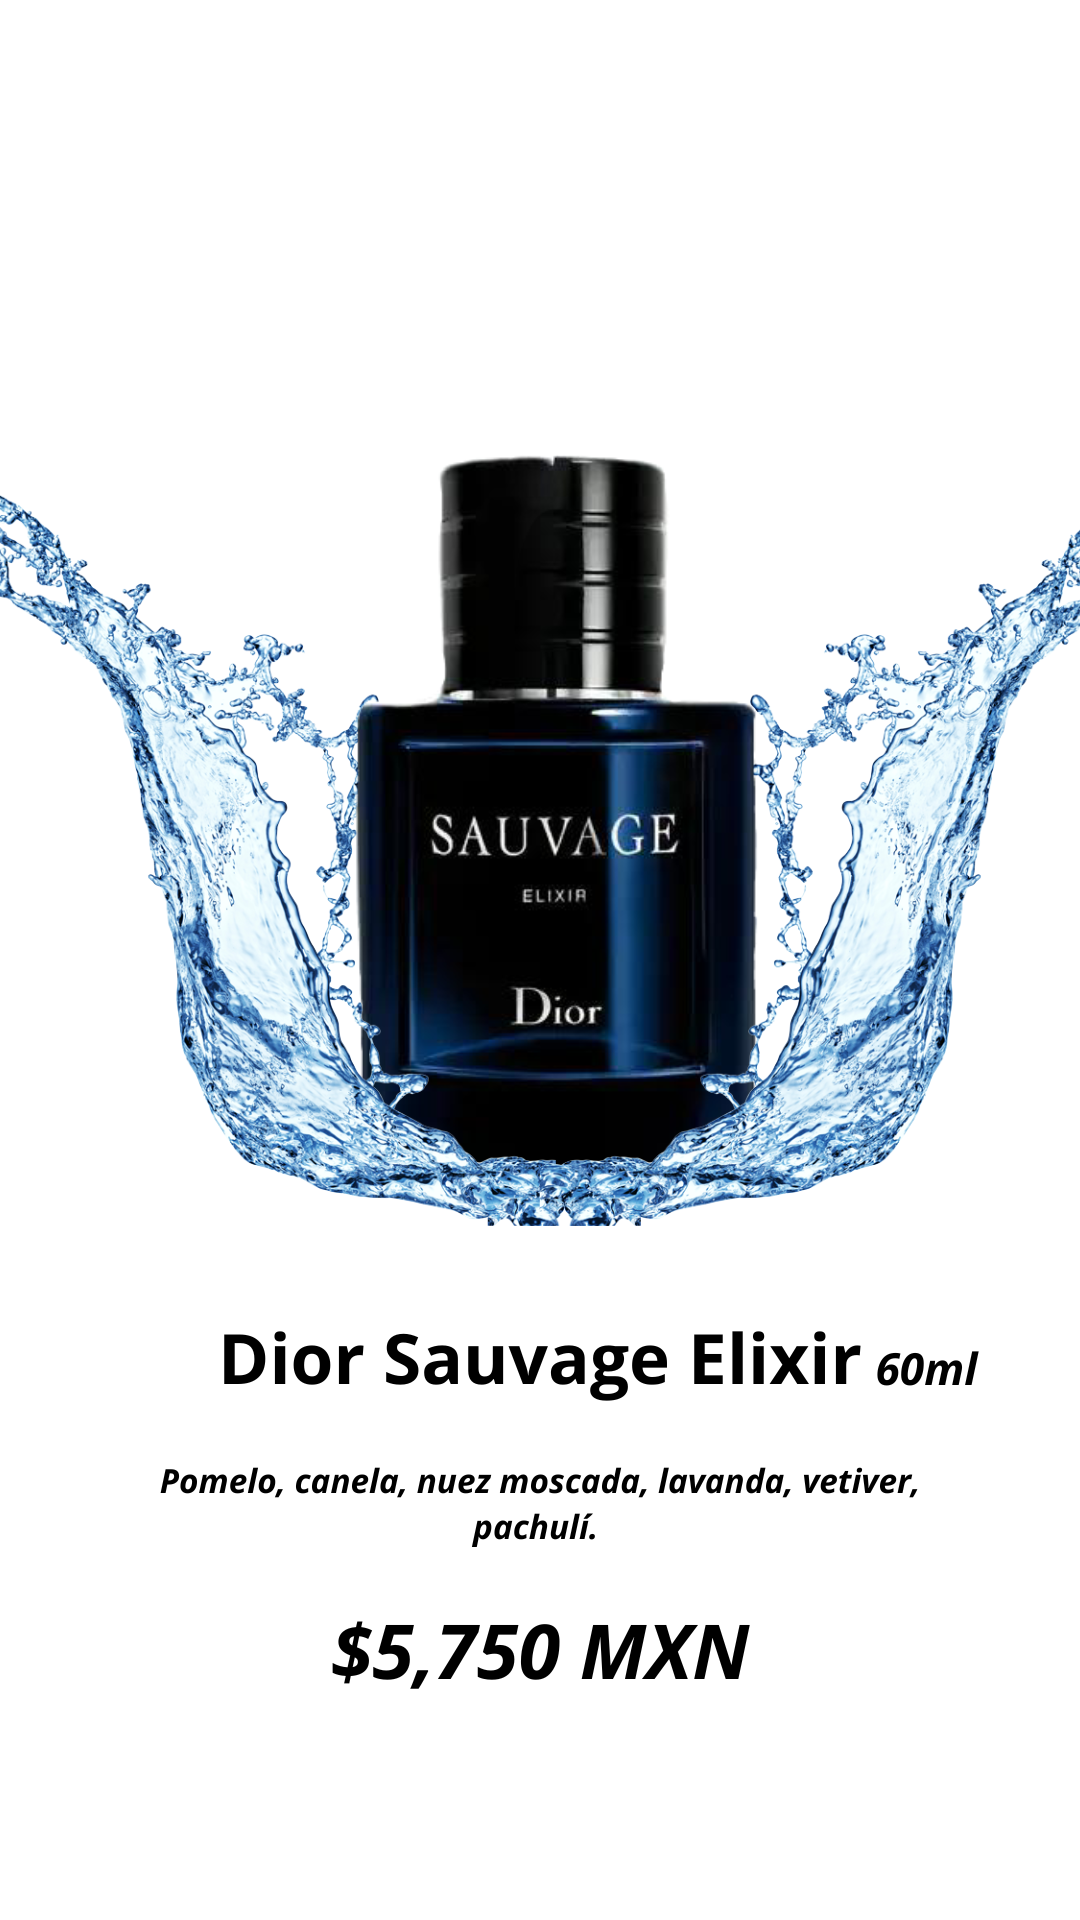 SAUVAGE
ELIXIR
Dior
Dior Sauvage Elixir 60ml
Pomelo, canela, nuez moscada, lavanda, vetiver,
pachulí.
$5,750 MXN